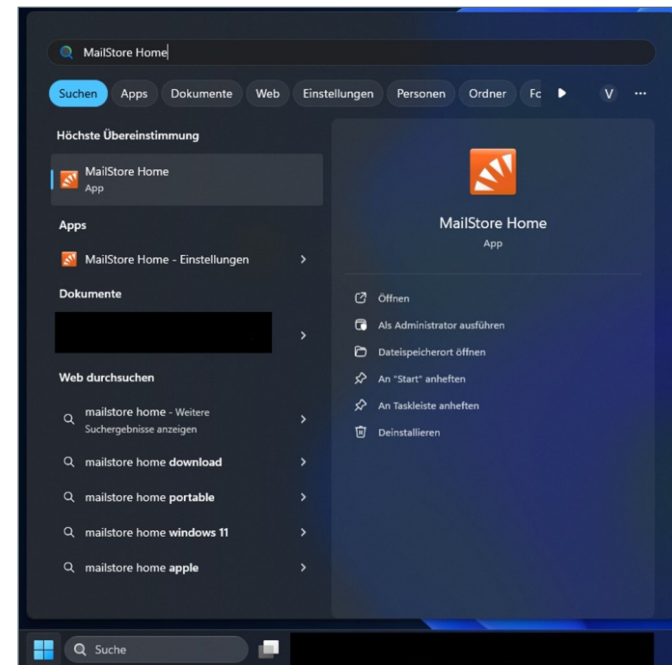 MailStore Home
Suchen Apps Dokumente Web Einstellungen Personen Ordner Fc V ...
Höchste Übereinstimmung
MailStore Home
App
Apps
MailStore Home - Einstellungen
Dokumente
Web durchsuchen
mailstore home - Weitere
Suchergebnisse anzeigen
mailstore home download
mailstore home portable
mailstore home windows 11
mailstore home apple
MailStore Home
App
Öffnen
Als Administrator ausführen
Dateispeicherort öffnen
An "Start" anheften
An Taskleiste anheften
Deinstallieren
Suche